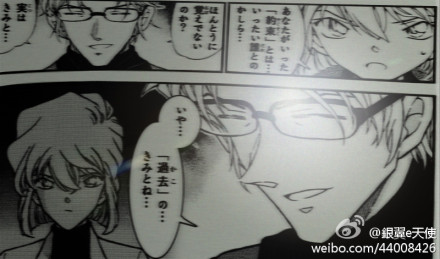 あなたがいった
「約束」とは…
いったい誰との
かしら…
ほんとうに
覚えてない
のか？
実は
きみと…
いや…
「過去」の…
かこ
きみとね…
@銀翼e天使
weibo.com/44008426